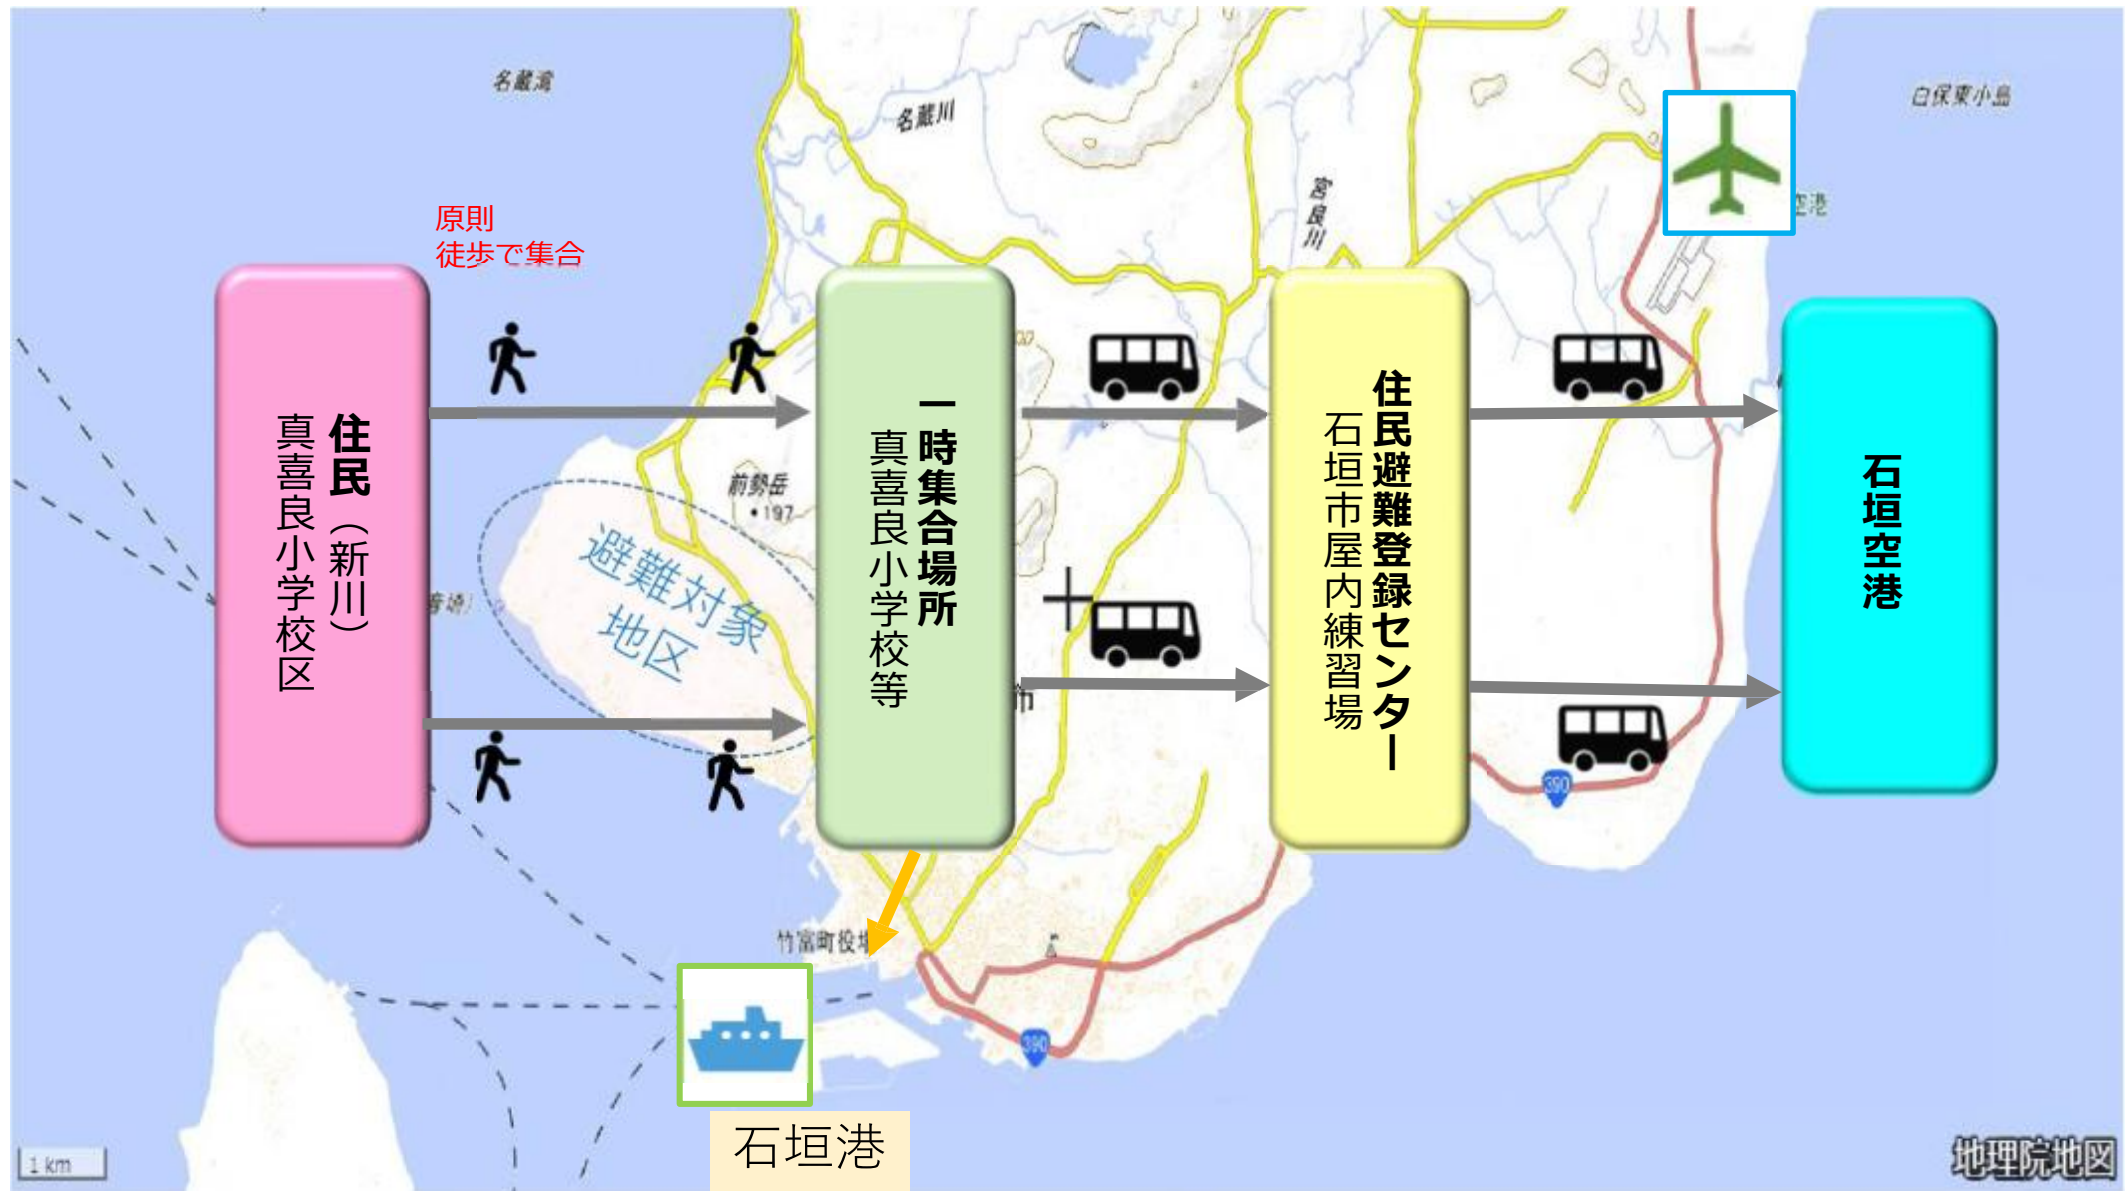 名蔵湾
名蔵川
白保東小島
宮良川
空港
原則
徒歩で集合
住民（新川）
真喜良小学校区
一時集合場所
真喜良小学校等
住民避難登録センター
石垣市屋内練習場
石垣空港
前勢岳
197
避難対象
地区
市
390
竹富町役場
390
石垣港
1 km
地理院地図